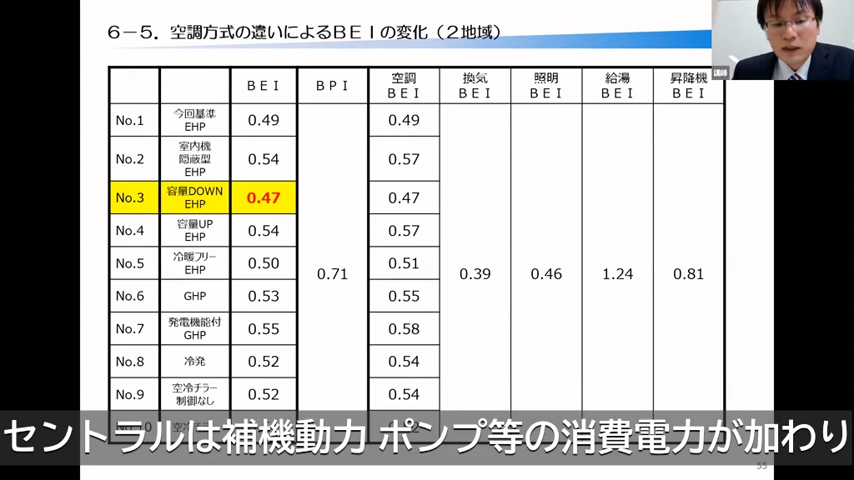 6－5．空調方式の違いによるＢＥＩの変化（２地域）
講師
ＢＥＩ ＢＰＩ 空調 換気 照明 給湯 昇降機
ＢＥＩ ＢＥＩ ＢＥＩ ＢＥＩ ＢＥＩ
No.1 今回基準 EHP 0.49 0.49
No.2 室内機 隠蔽型 EHP 0.54 0.57
No.3 容量DOWN EHP 0.47 0.47
No.4 容量UP EHP 0.54 0.57
No.5 冷暖フリー EHP 0.50 0.51
0.71 0.39 0.46 1.24 0.81
No.6 GHP 0.53 0.55
No.7 発電機能付 GHP 0.55 0.58
No.8 冷発 0.52 0.54
No.9 空冷チラー 制御なし 0.52 0.54
セントラルは補機動力 ポンプ等の消費電力が加わり
55